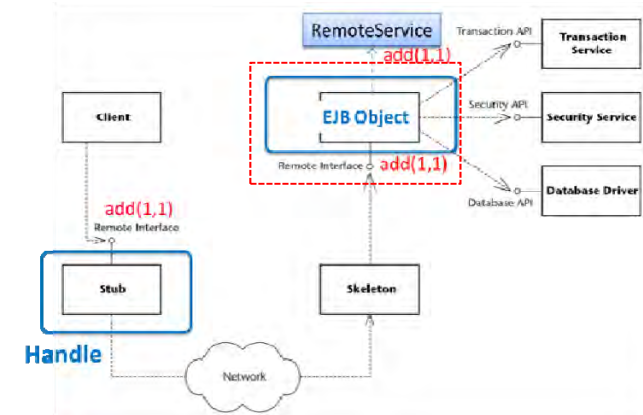 RemoteService
add(1,1)
Transaction API
Transaction
Service
Client
EJB Object
Security API
Security Service
Remote Interface
add(1,1)
Database API
Database Driver
add(1,1)
Remote Interface
Stub
Skeleton
Handle
Network